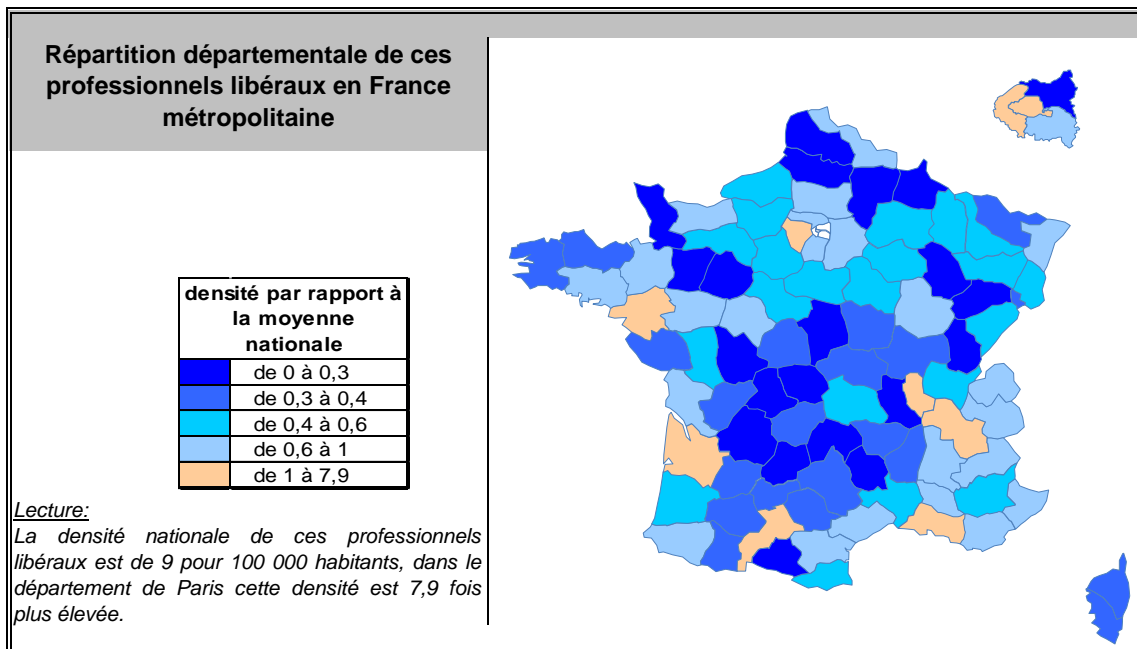 Répartition départementale de ces
professionnels libéraux en France
métropolitaine
densité par rapport à
la moyenne
nationale
de 0 à 0,3
de 0,3 à 0,4
de 0,4 à 0,6
de 0,6 à 1
de 1 à 7,9
Lecture:
La densité nationale de ces professionnels
libéraux est de 9 pour 100 000 habitants, dans le
département de Paris cette densité est 7,9 fois
plus élevée.